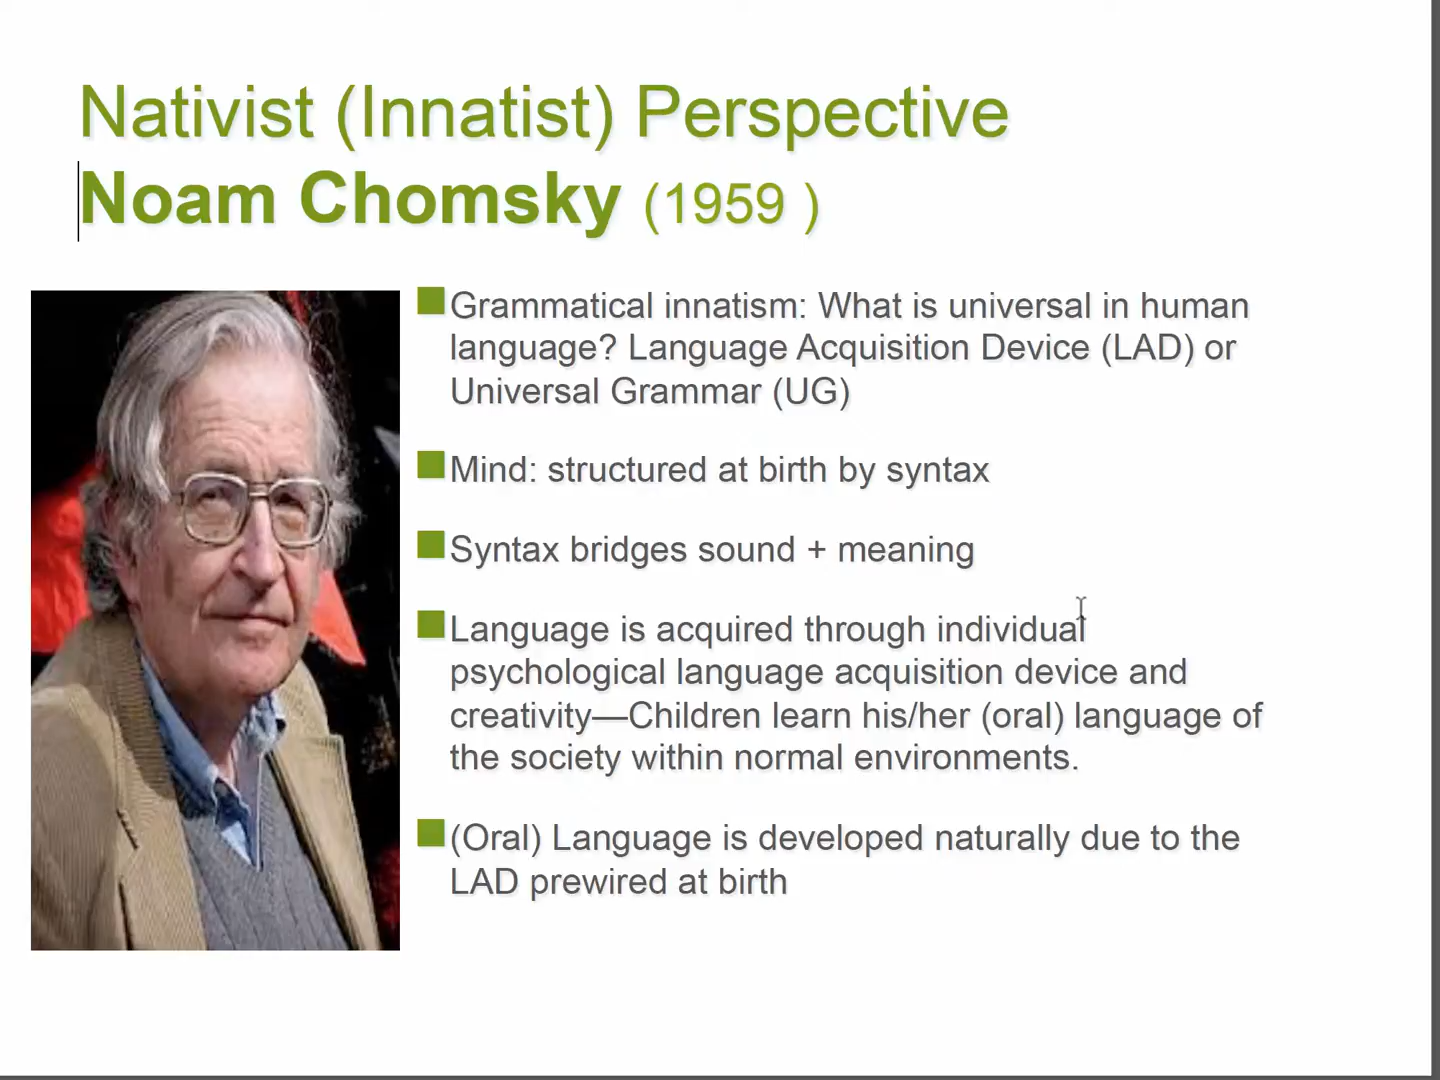 Nativist (Innatist) Perspective
Noam Chomsky (1959 )
Grammatical innatism: What is universal in human
language? Language Acquisition Device (LAD) or
Universal Grammar (UG)
Mind: structured at birth by syntax
Syntax bridges sound + meaning
Language is acquired through individual
psychological language acquisition device and
creativity—Children learn his/her (oral) language of
the society within normal environments.
(Oral) Language is developed naturally due to the
LAD prewired at birth